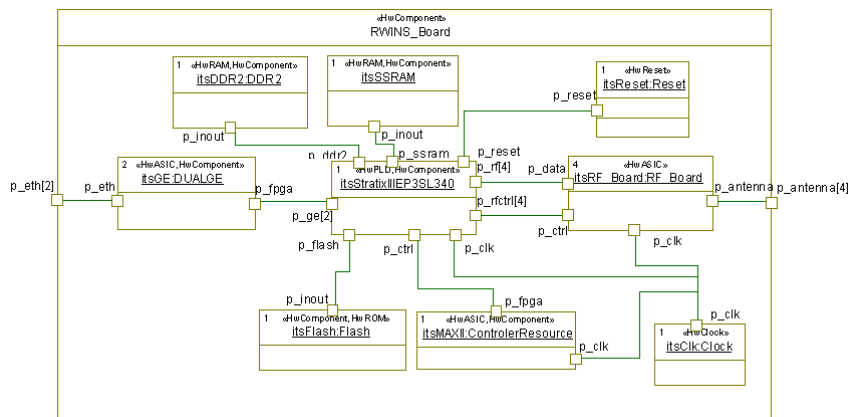 «HwComponent»
RWINS_Board
1 «HwRAM,HwComponent»
itsDDR2:DDR2
1 «HwRAM,HwComponent»
itsSSRAM
1 «HwReset»
itsReset:Reset
p_reset
p_inout
p_inout
p_ddr2
p_ssram
p_reset
2 «HwASIC,HwComponent»
itsGE:DUALGE
1 «HwPLD,HwComponent»
itsStratixIIIEP3SL340
4 «HwASIC»
itsRF_Board:RF_Board
p_eth[2]
p_eth
p_fpga
p_ge[2]
p_rf[4]
p_data
p_rfctrl[4]
p_ctrl
p_antenna
p_antenna[4]
p_flash
p_ctrl
p_clk
p_clk
p_inout
p_fpga
p_clk
1 «HwComponent, HwROM»
itsFlash:Flash
1 «HwASIC,HwComponent»
itsMAXII:ControlerResource
p_clk
1 «HwClock»
itsClk:Clock